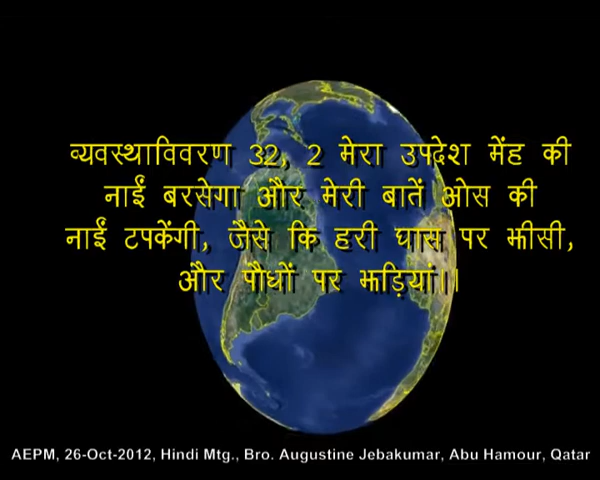 व्यवस्थाविवरण 32, 2 मेरा उपदेश मेंह की
नाईं बरसेगा और मेरी बातें ओस की
नाईं टपकेंगी, जैसे कि हरी घास पर झीसी,
और पौधों पर झड़ियां।।
AEPM, 26-Oct-2012, Hindi Mtg., Bro. Augustine Jebakumar, Abu Hamour, Qatar